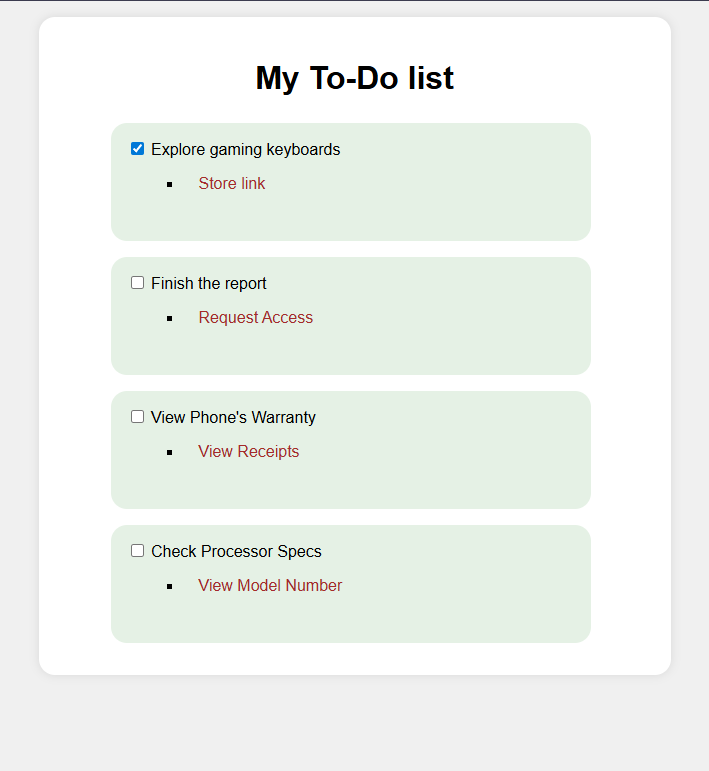 My To-Do list
Explore gaming keyboards
Store link
Finish the report
Request Access
View Phone's Warranty
View Receipts
Check Processor Specs
View Model Number